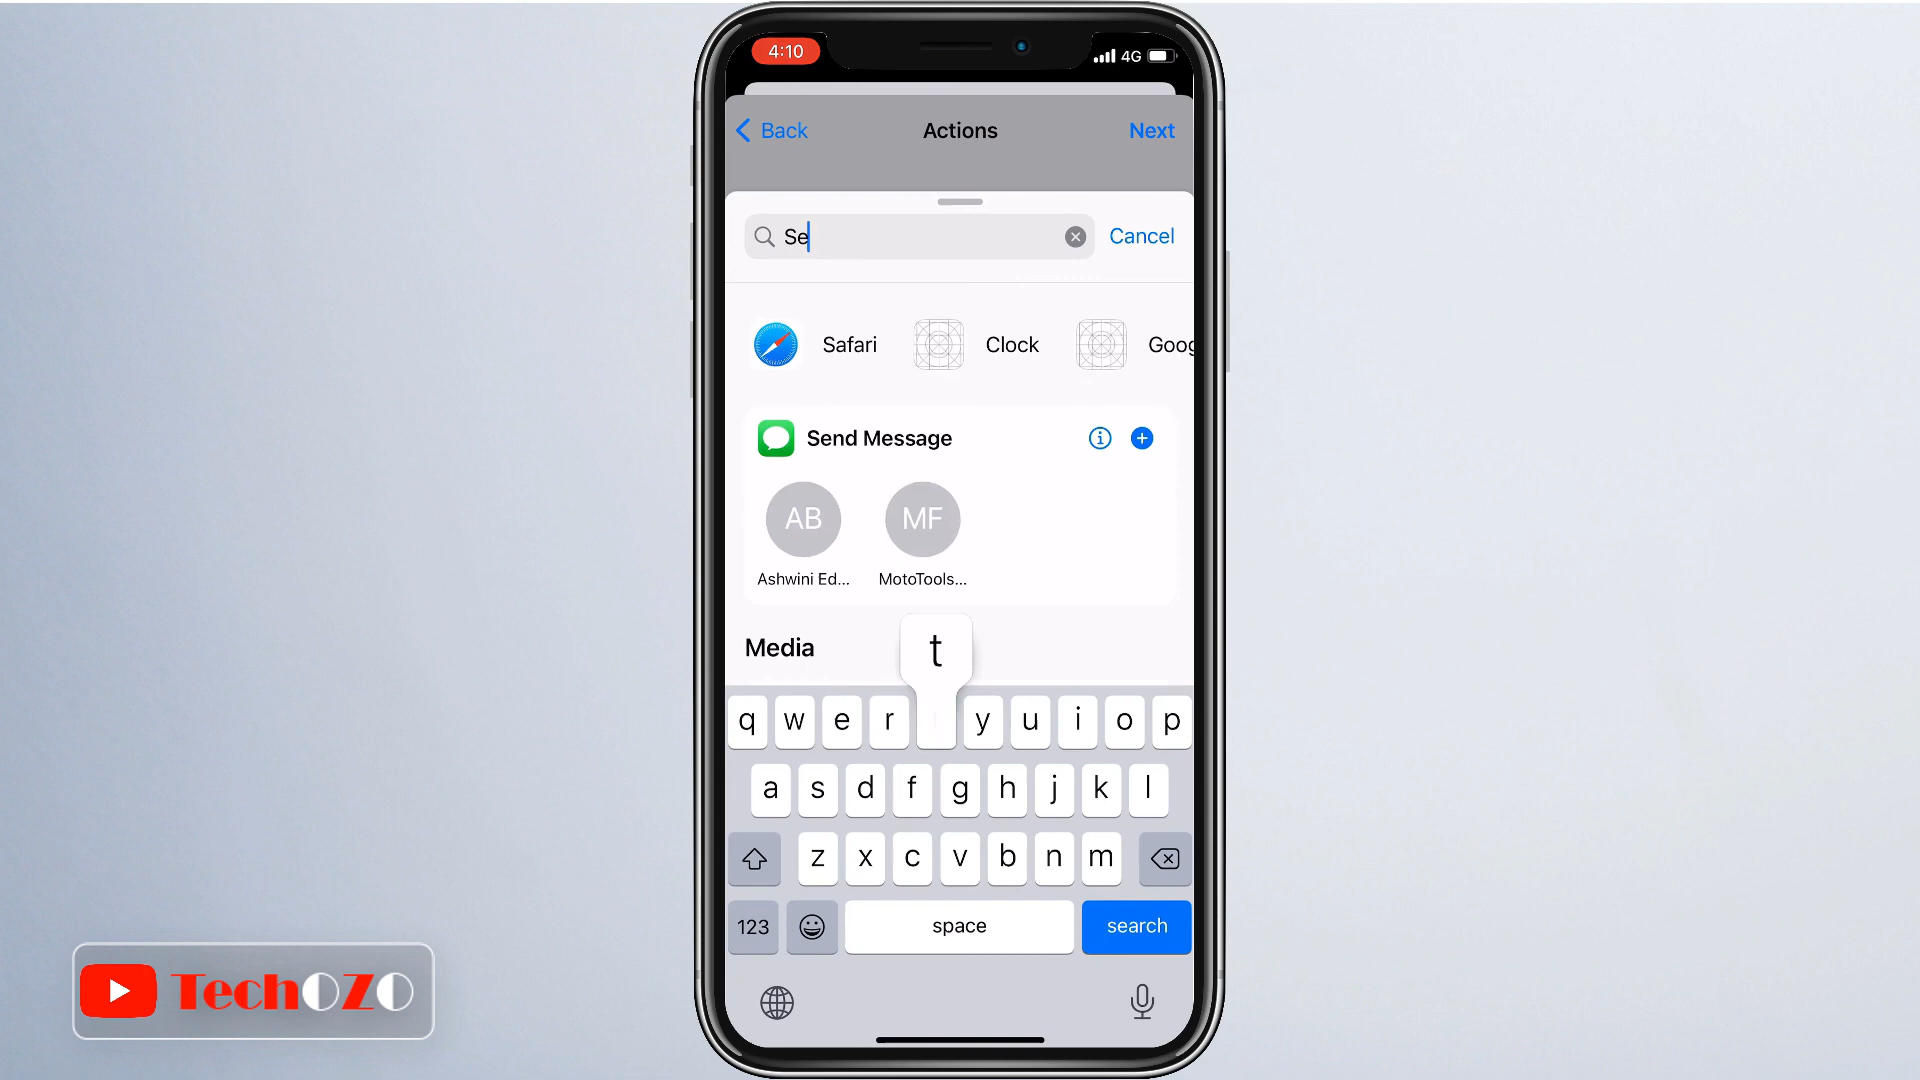 4:10
4G
Back
Actions
Next
Se
Cancel
Safari
Clock
Goog
Send Message
AB
MF
Ashwini Ed...
MotoTools...
Media
t
q w e r y u i o p
a s d f g h j k l
z x c v b n m
123
space
search
TechOZO